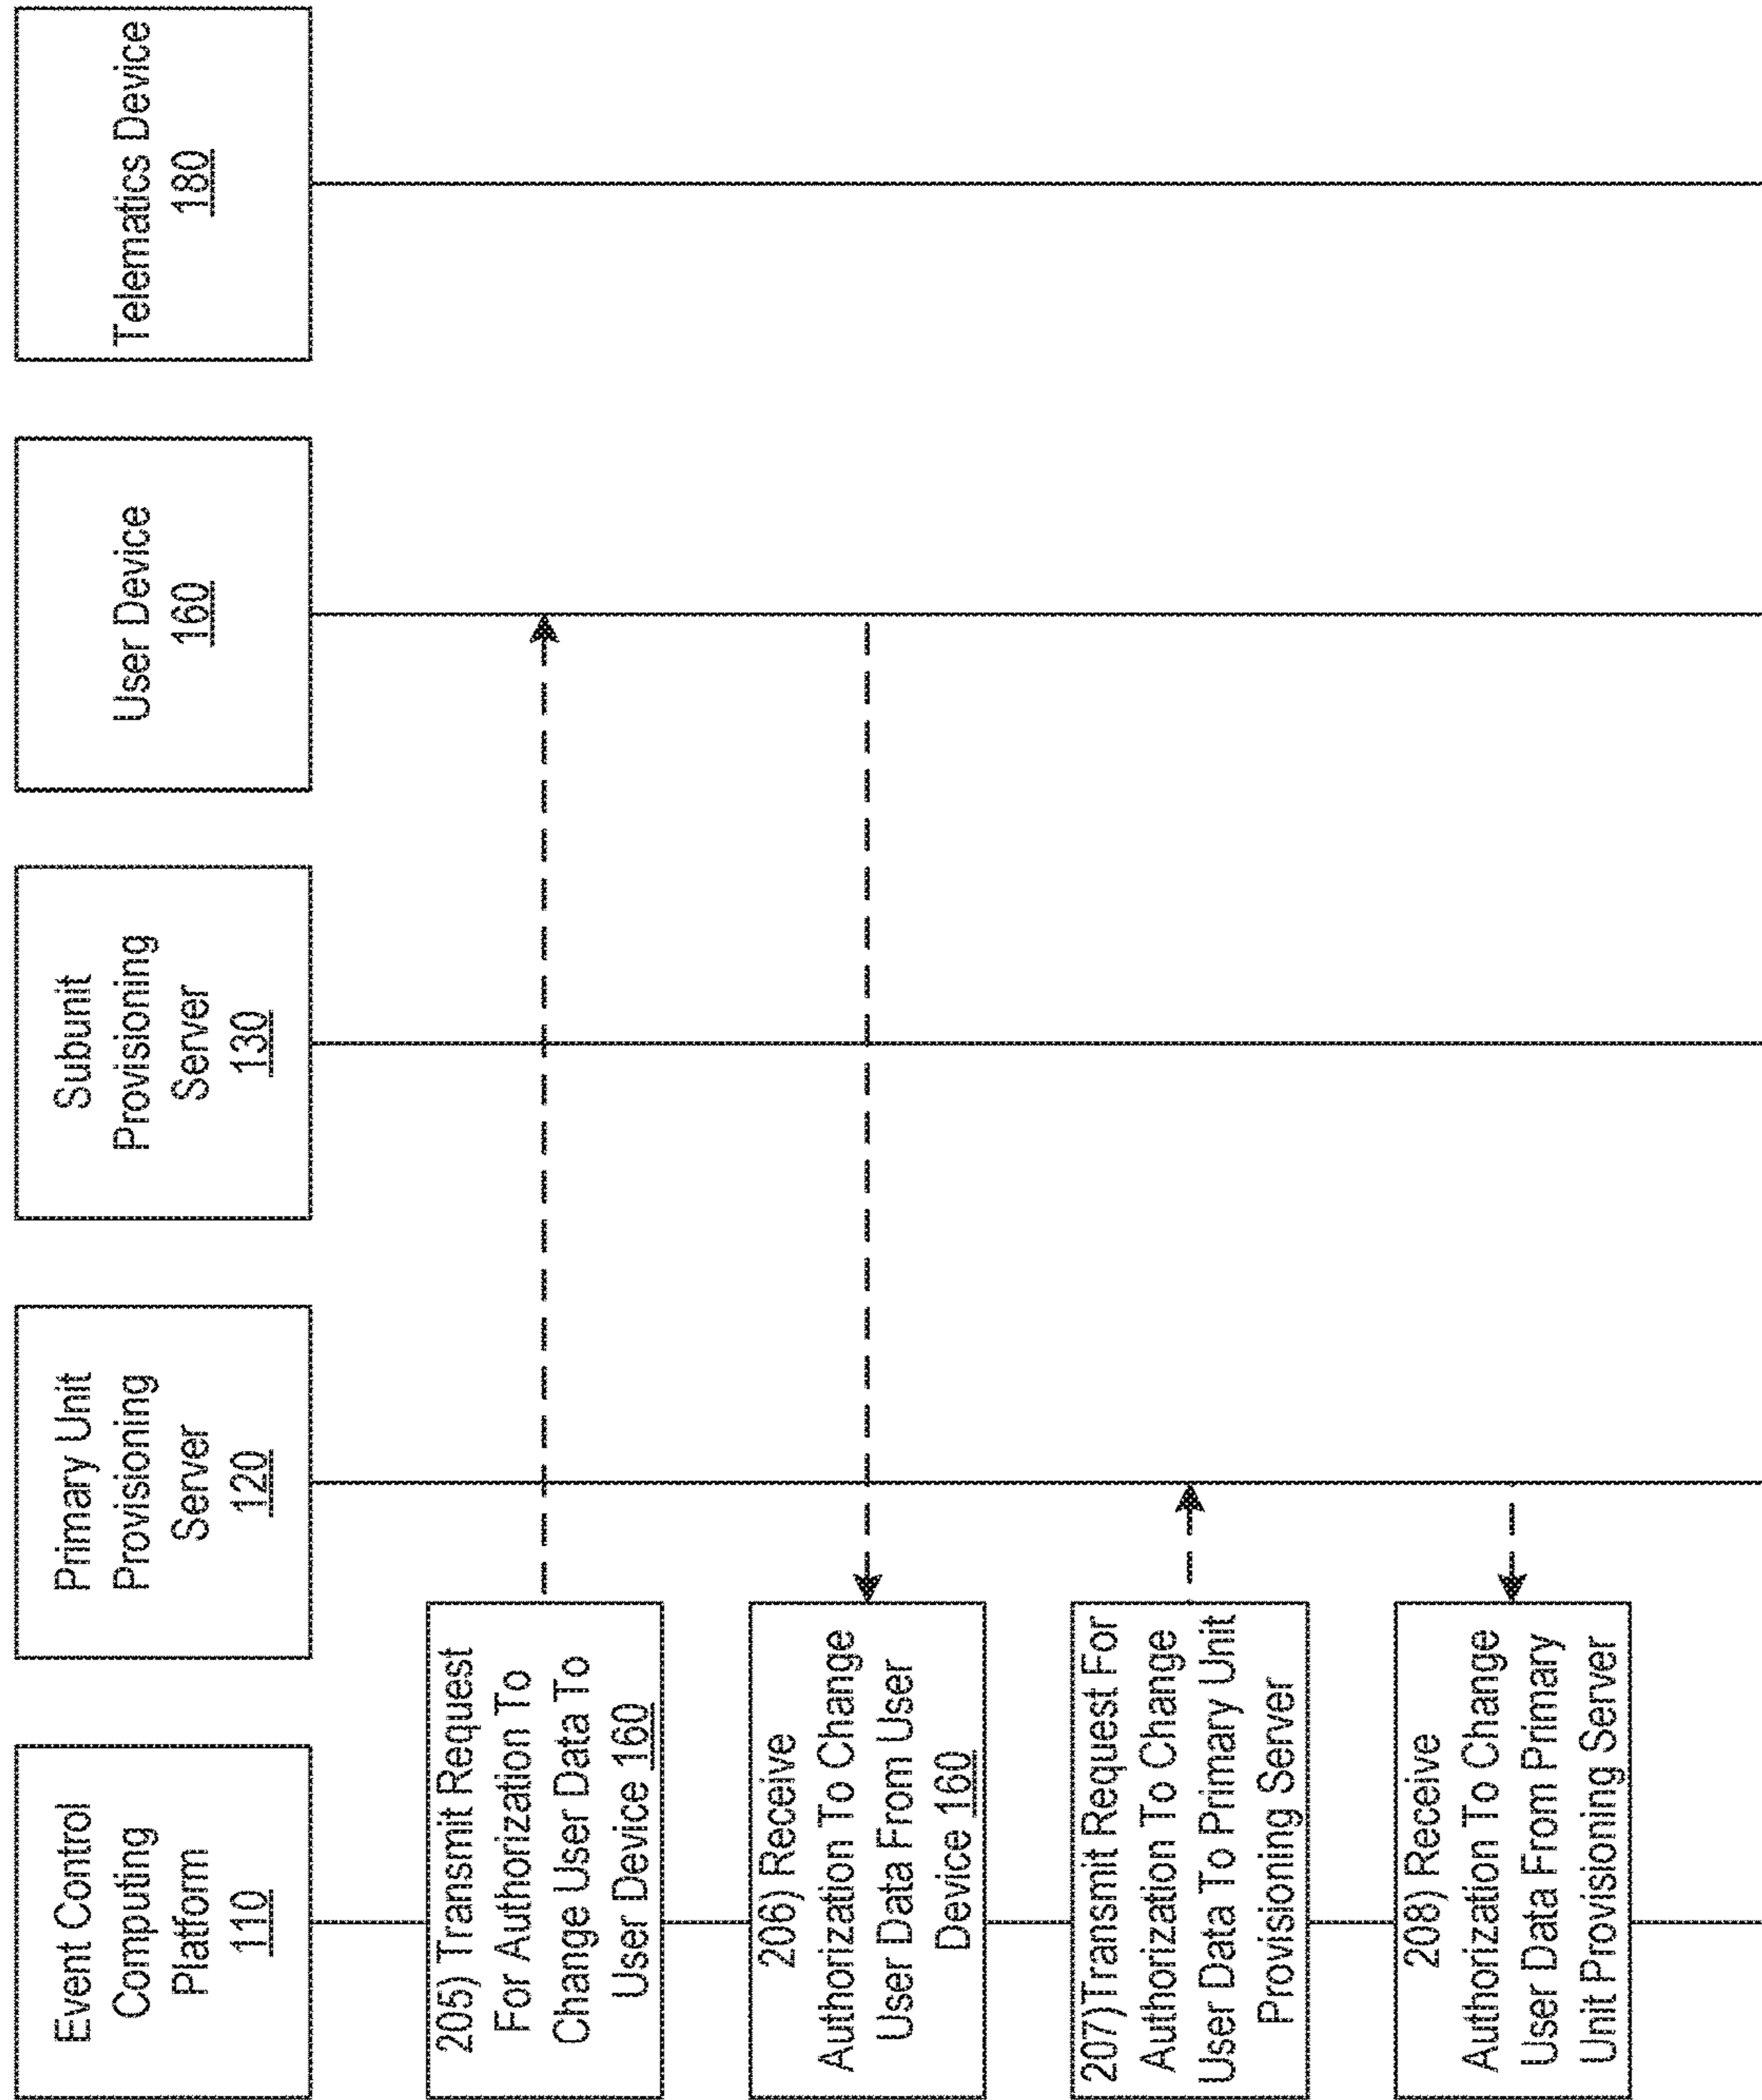 Event Control
Computing
Platform
110
Primary Unit
Provisioning
Server
120
Subunit
Provisioning
Server
130
User Device
160
Telematics Device
180
205) Transmit Request
For Authorization To
Change User Data To
User Device 160
206) Receive
Authorization To Change
User Data From User
Device 160
207)Transmit Request For
Authorization To Change
User Data To Primary Unit
Provisioning Server
208) Receive
Authorization To Change
User Data From Primary
Unit Provisioning Server